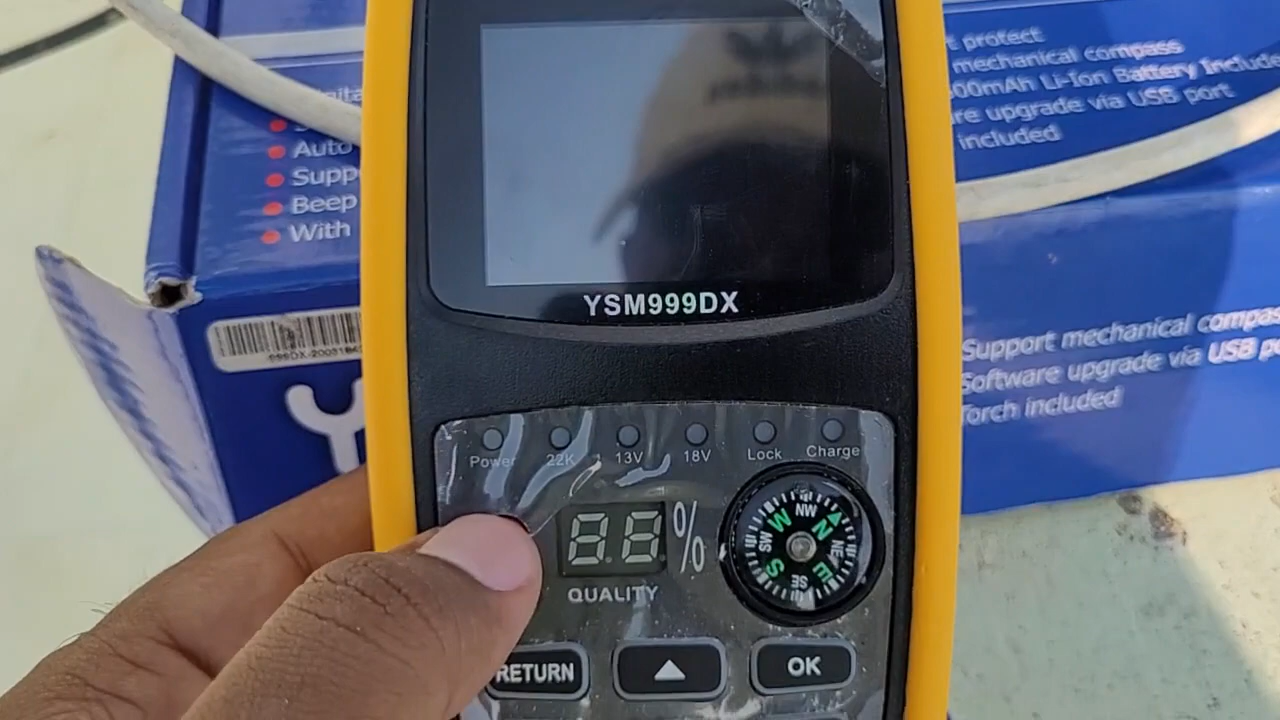 Auto
Supp
Beep
With
t protect
mechanical compass
00mAh Li-Ion Battery Include
re upgrade via USB port
included
YSM999DX
Support mechanical compas
Software upgrade via USB po
Torch included
Power 22K 13V 18V Lock Charge
88%
QUALITY
NW
N
NE
E
SE
S
SW
W
RETURN ▲ OK